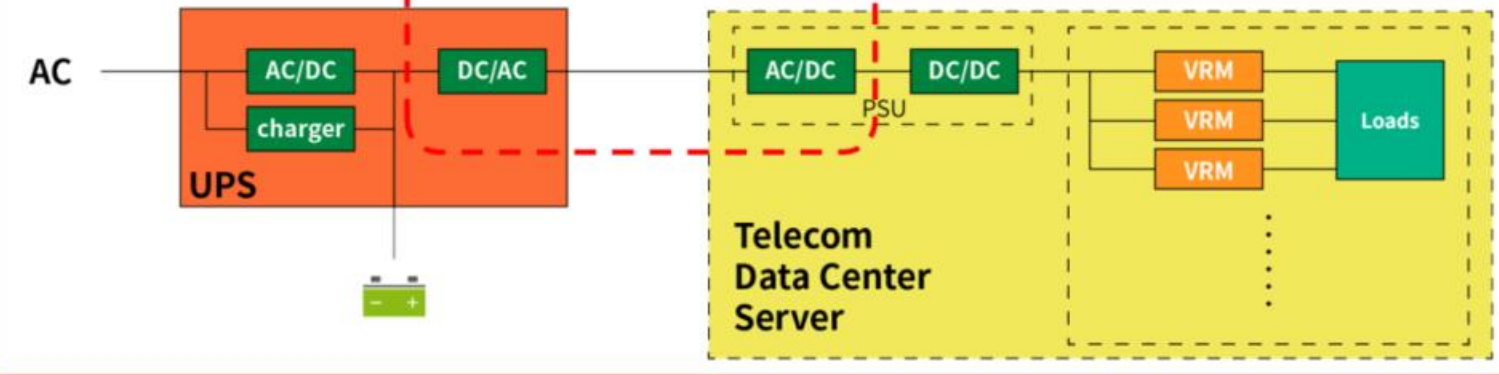 AC
AC/DC
DC/AC
charger
UPS
− +
AC/DC
DC/DC
PSU
VRM
VRM
VRM
Loads
Telecom
Data Center
Server